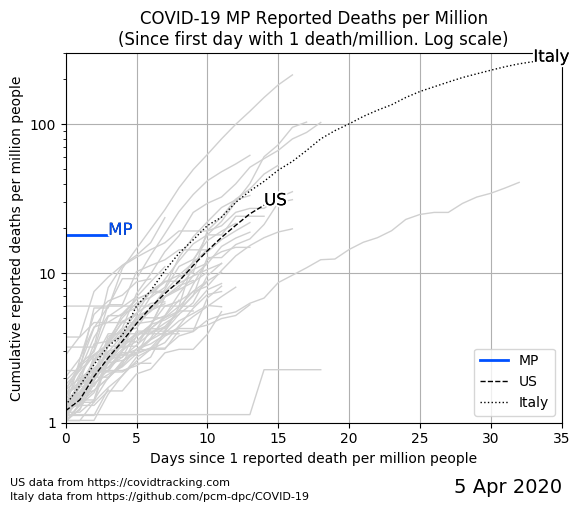 COVID-19 MP Reported Deaths per Million
(Since first day with 1 death/million. Log scale)
Cumulative reported deaths per million people
100
10
1
Italy
US
MP
MP
US
Italy
0 5 10 15 20 25 30 35
Days since 1 reported death per million people
US data from https://covidtracking.com
Italy data from https://github.com/pcm-dpc/COVID-19
5 Apr 2020